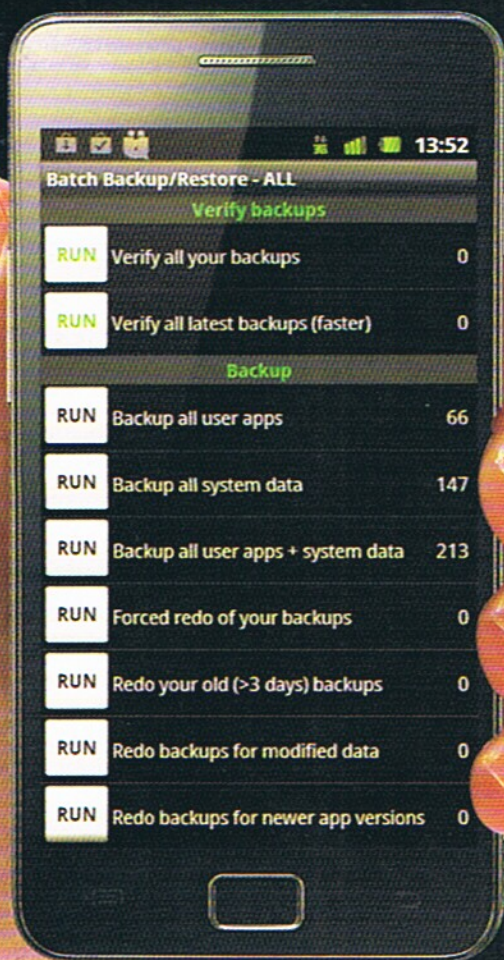 13:52
Batch Backup/Restore - ALL
Verify backups
RUN Verify all your backups 0
RUN Verify all latest backups (faster) 0
Backup
RUN Backup all user apps 66
RUN Backup all system data 147
RUN Backup all user apps + system data 213
RUN Forced redo of your backups 0
RUN Redo your old (>3 days) backups 0
RUN Redo backups for modified data 0
RUN Redo backups for newer app versions 0